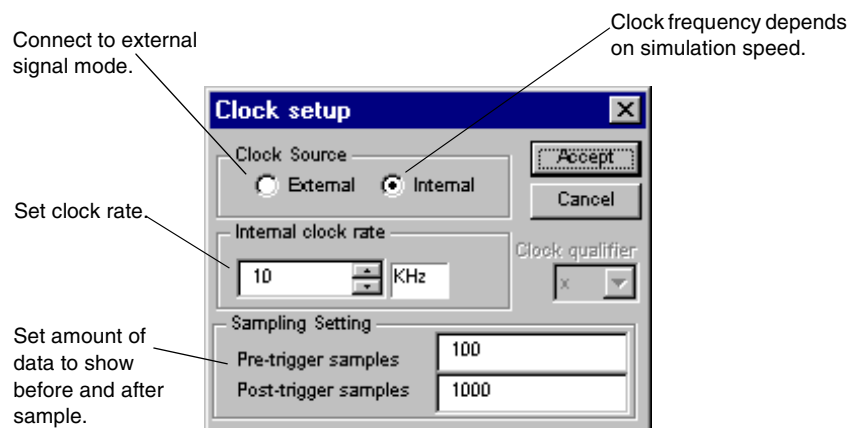 Clock frequency depends
on simulation speed.
Connect to external
signal mode.
Clock setup
Clock Source
External Internal
Accept
Cancel
Set clock rate.
Internal clock rate
10 KHz
Clock qualifier
x
Set amount of
data to show
before and after
sample.
Sampling Setting
Pre-trigger samples 100
Post-trigger samples 1000